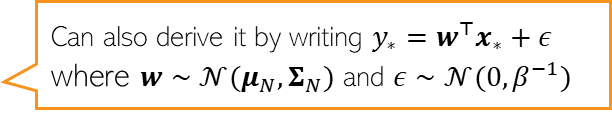 Can also derive it by writing 𝑦∗ = 𝒘⊤𝒙∗ + 𝜖
where 𝒘 ∼ 𝒩(𝝁𝑁, 𝚺𝑁) and 𝜖 ∼ 𝒩(0, 𝛽⁻¹)